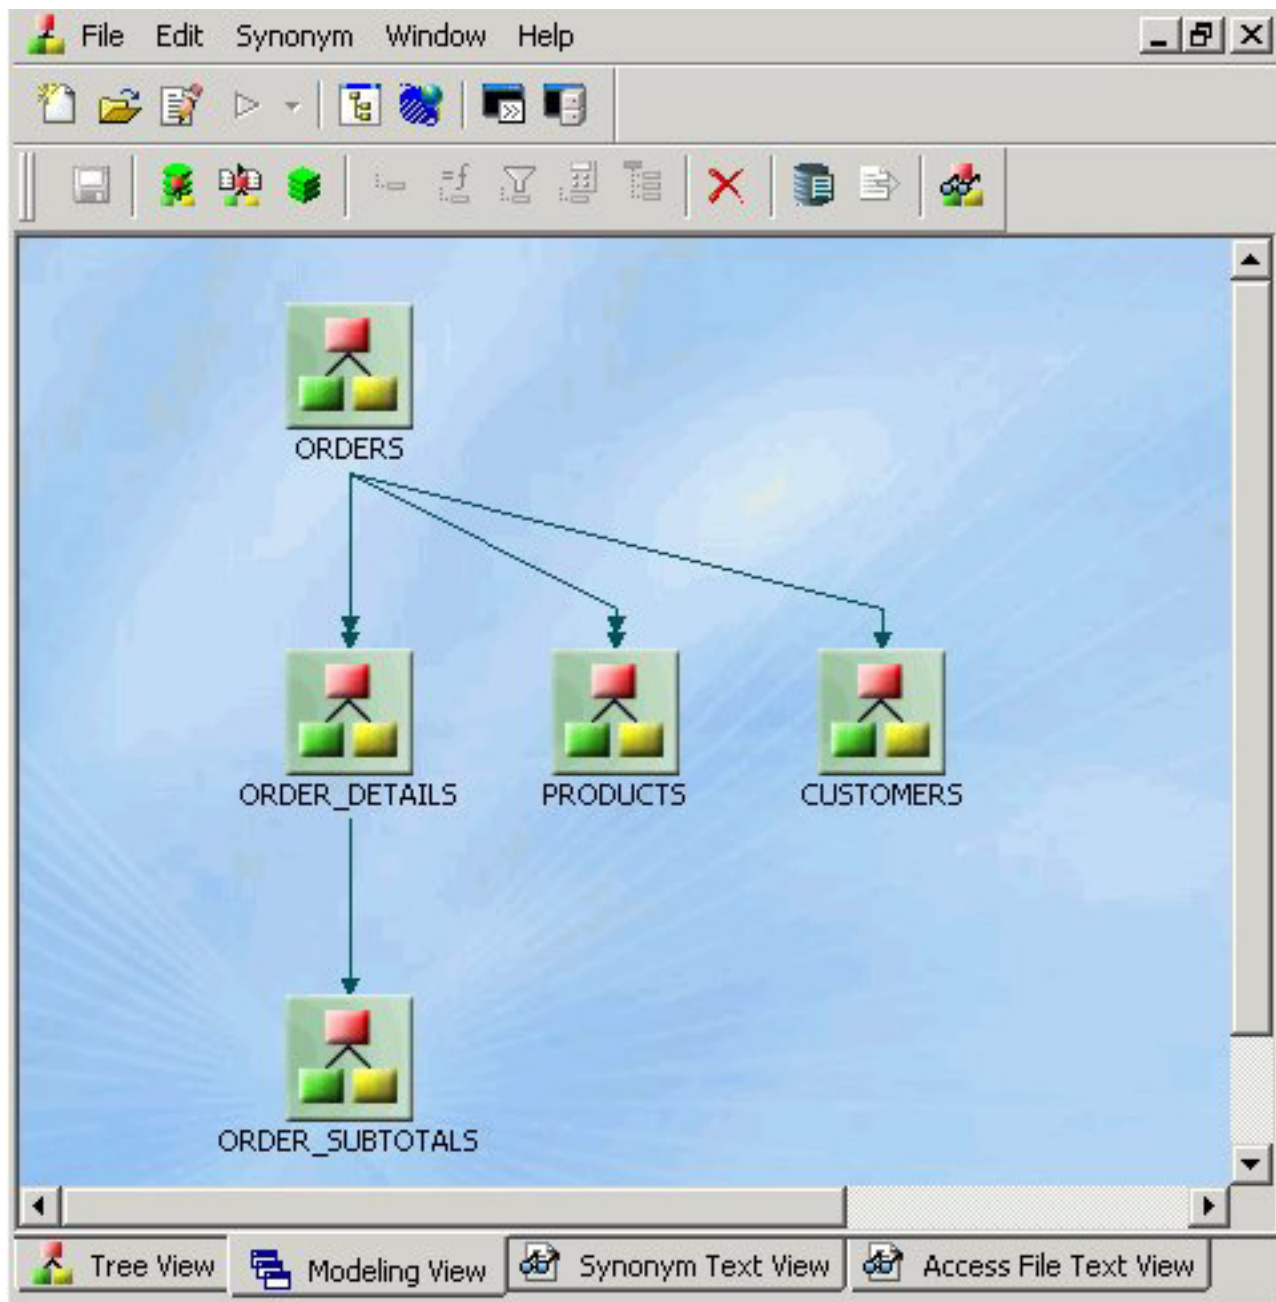 File Edit Synonym Window Help
ORDERS
ORDER_DETAILS PRODUCTS CUSTOMERS
ORDER_SUBTOTALS
Tree View Modeling View Synonym Text View Access File Text View